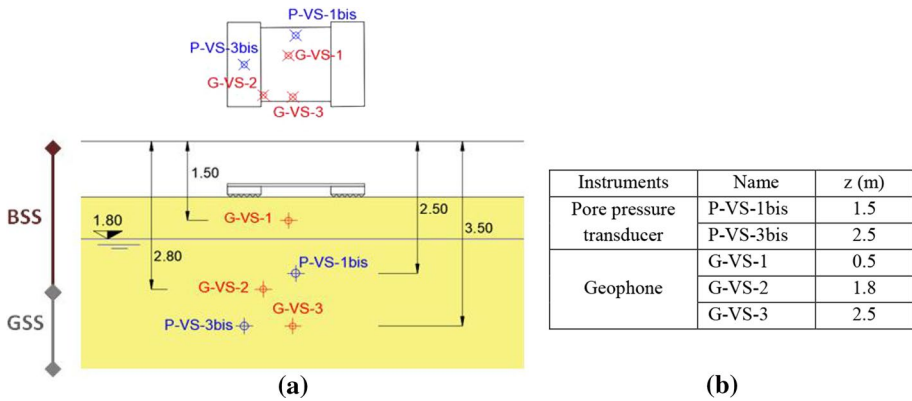 P-VS-1bis
P-VS-3bis
G-VS-1
G-VS-2
G-VS-3
1.50
BSS
1.80
G-VS-1
2.50
3.50
2.80
P-VS-1bis
G-VS-2
GSS
P-VS-3bis
G-VS-3
(a)
Instruments Name z (m)
Pore pressure transducer P-VS-1bis 1.5
P-VS-3bis 2.5
Geophone G-VS-1 0.5
G-VS-2 1.8
G-VS-3 2.5
(b)